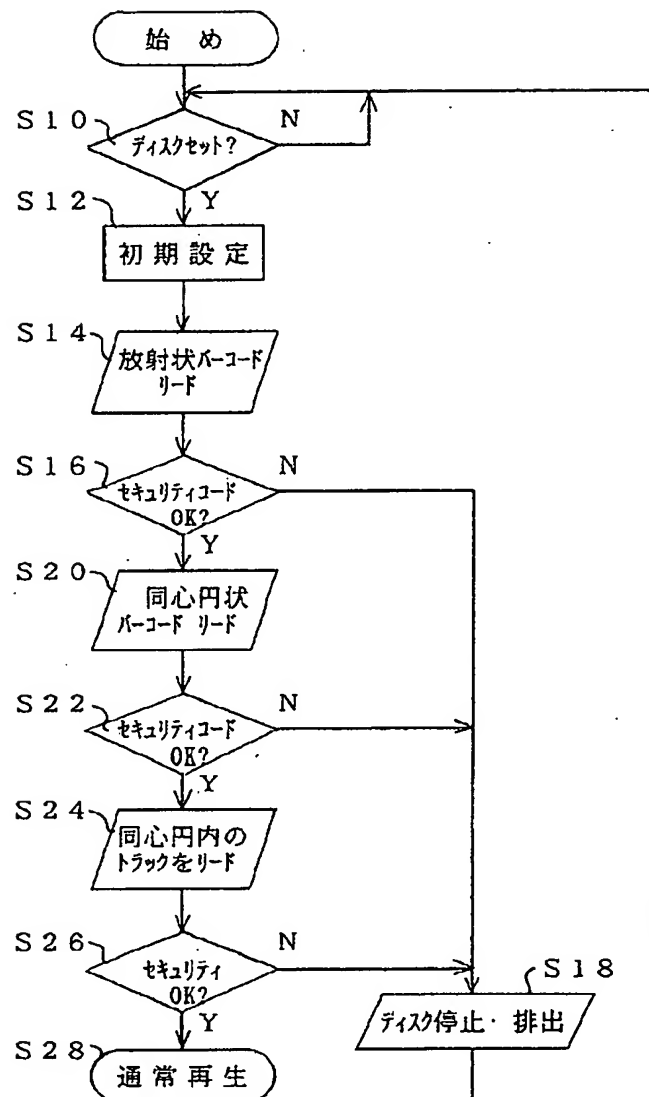 始 め
S10
N
ディスクセット?
Y
S12
初期設定
S14
放射状バーコード
リード
S16
N
セキュリティコード
OK?
Y
S20
同心円状
バーコード リード
S22
N
セキュリティコード
OK?
Y
S24
同心円内の
トラックをリード
S26
N
セキュリティ
OK?
Y
S18
ディスク停止・排出
S28
通常再生